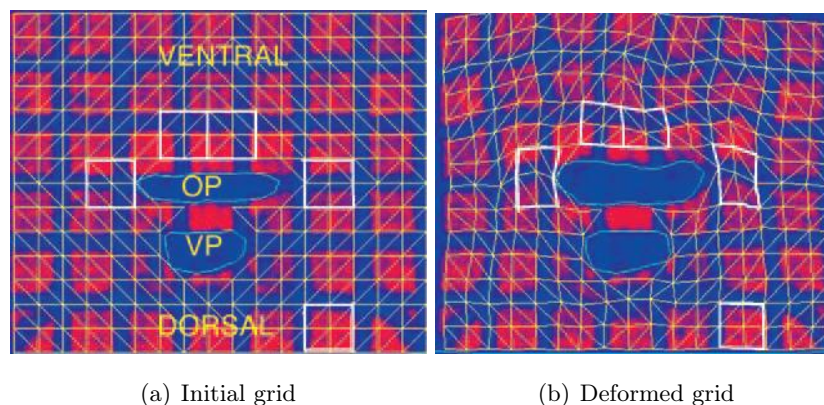 VENTRAL
OP
VP
DORSAL
(a) Initial grid
(b) Deformed grid